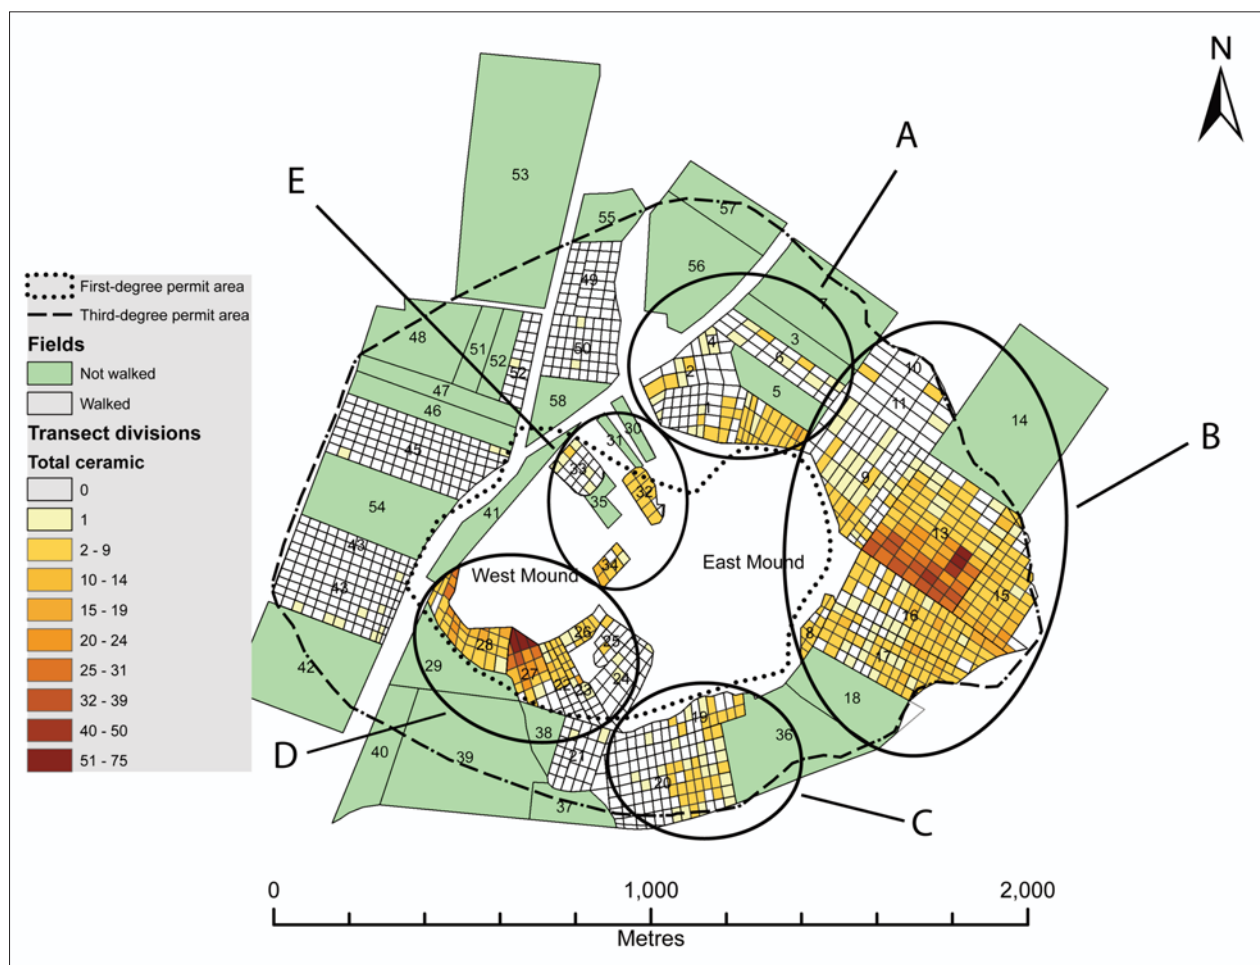 N
A
E
53
57
55
56
7
49
3
First-degree permit area
Third-degree permit area
Fields
Not walked
Walked
Transect divisions
Total ceramic
0
1
2 - 9
10 - 14
15 - 19
20 - 24
25 - 31
32 - 39
40 - 50
51 - 75
48
51
52
52
50
4
6
10
2
5
11
14
47
58
46
1
30
31
B
45
33
9
32
35
54
41
13
43
East Mound
34
West Mound
43
15
16
8
26
28
25
17
29
42
27
24
22
23
18
19
38
36
D
40
39
21
20
37
C
0
1,000
2,000
Metres